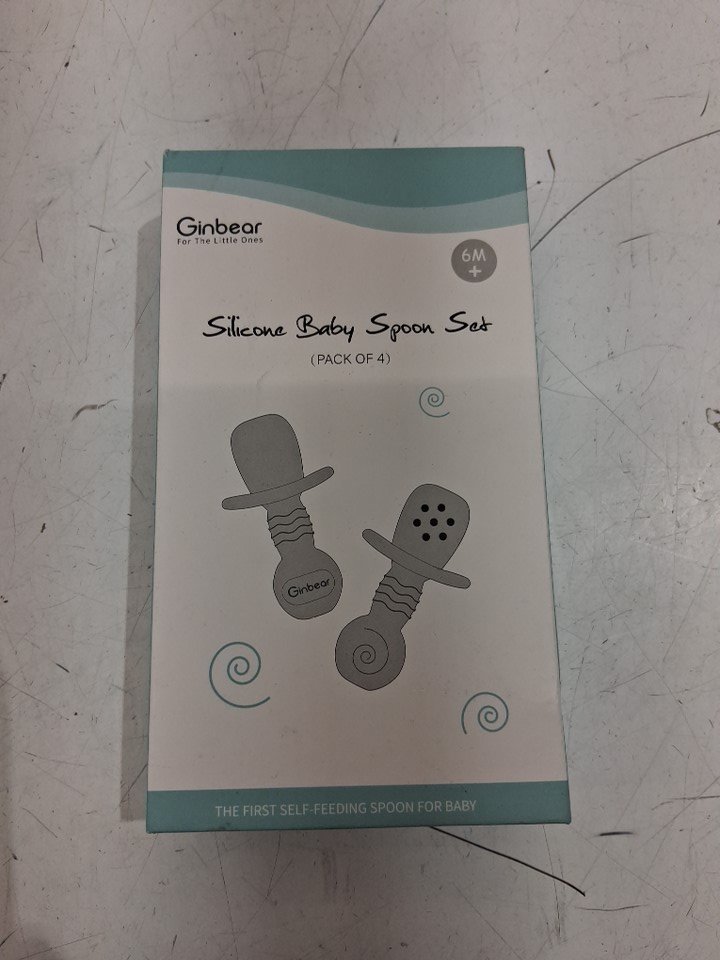 Ginbear
For The Little Ones
6M
+
Silicone Baby Spoon Set
(PACK OF 4)
Ginbear
THE FIRST SELF-FEEDING SPOON FOR BABY